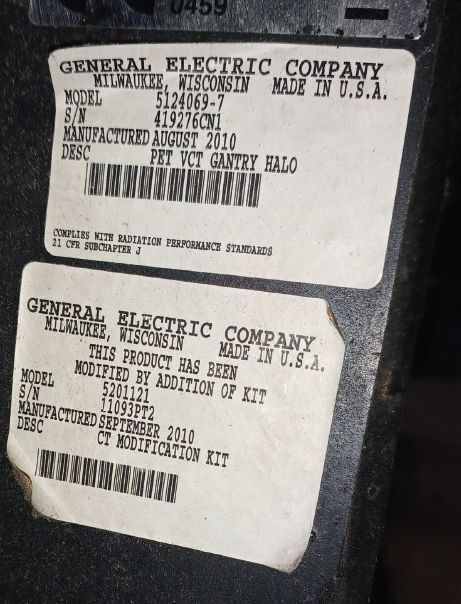 0459
GENERAL ELECTRIC COMPANY
MILWAUKEE, WISCONSIN MADE IN U.S.A.
MODEL 5124069-7
S/N 419276CN1
MANUFACTURED AUGUST 2010
DESC PET VCT GANTRY HALO
COMPLIES WITH RADIATION PERFORMANCE STANDARDS
21 CFR SUBCHAPTER J
GENERAL ELECTRIC COMPANY
MILWAUKEE, WISCONSIN MADE IN U.S.A.
THIS PRODUCT HAS BEEN
MODIFIED BY ADDITION OF KIT
MODEL 5201121
S/N 11093PT2
MANUFACTURED SEPTEMBER 2010
DESC CT MODIFICATION KIT